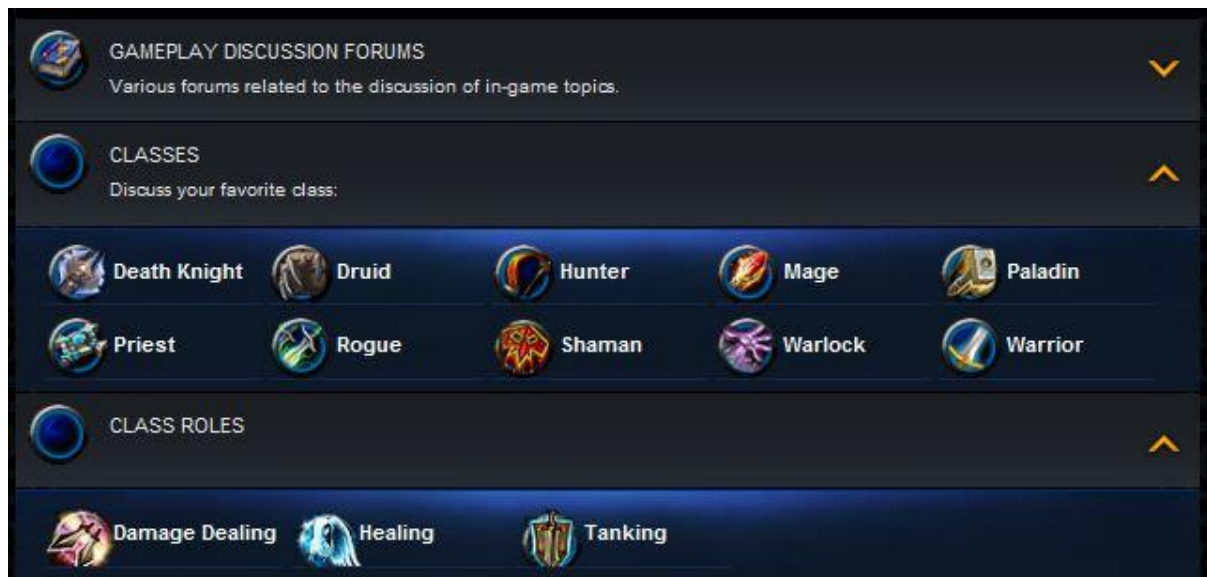 GAMEPLAY DISCUSSION FORUMS
Various forums related to the discussion of in-game topics.
CLASSES
Discuss your favorite class:
Death Knight Druid Hunter Mage Paladin
Priest Rogue Shaman Warlock Warrior
CLASS ROLES
Damage Dealing Healing Tanking